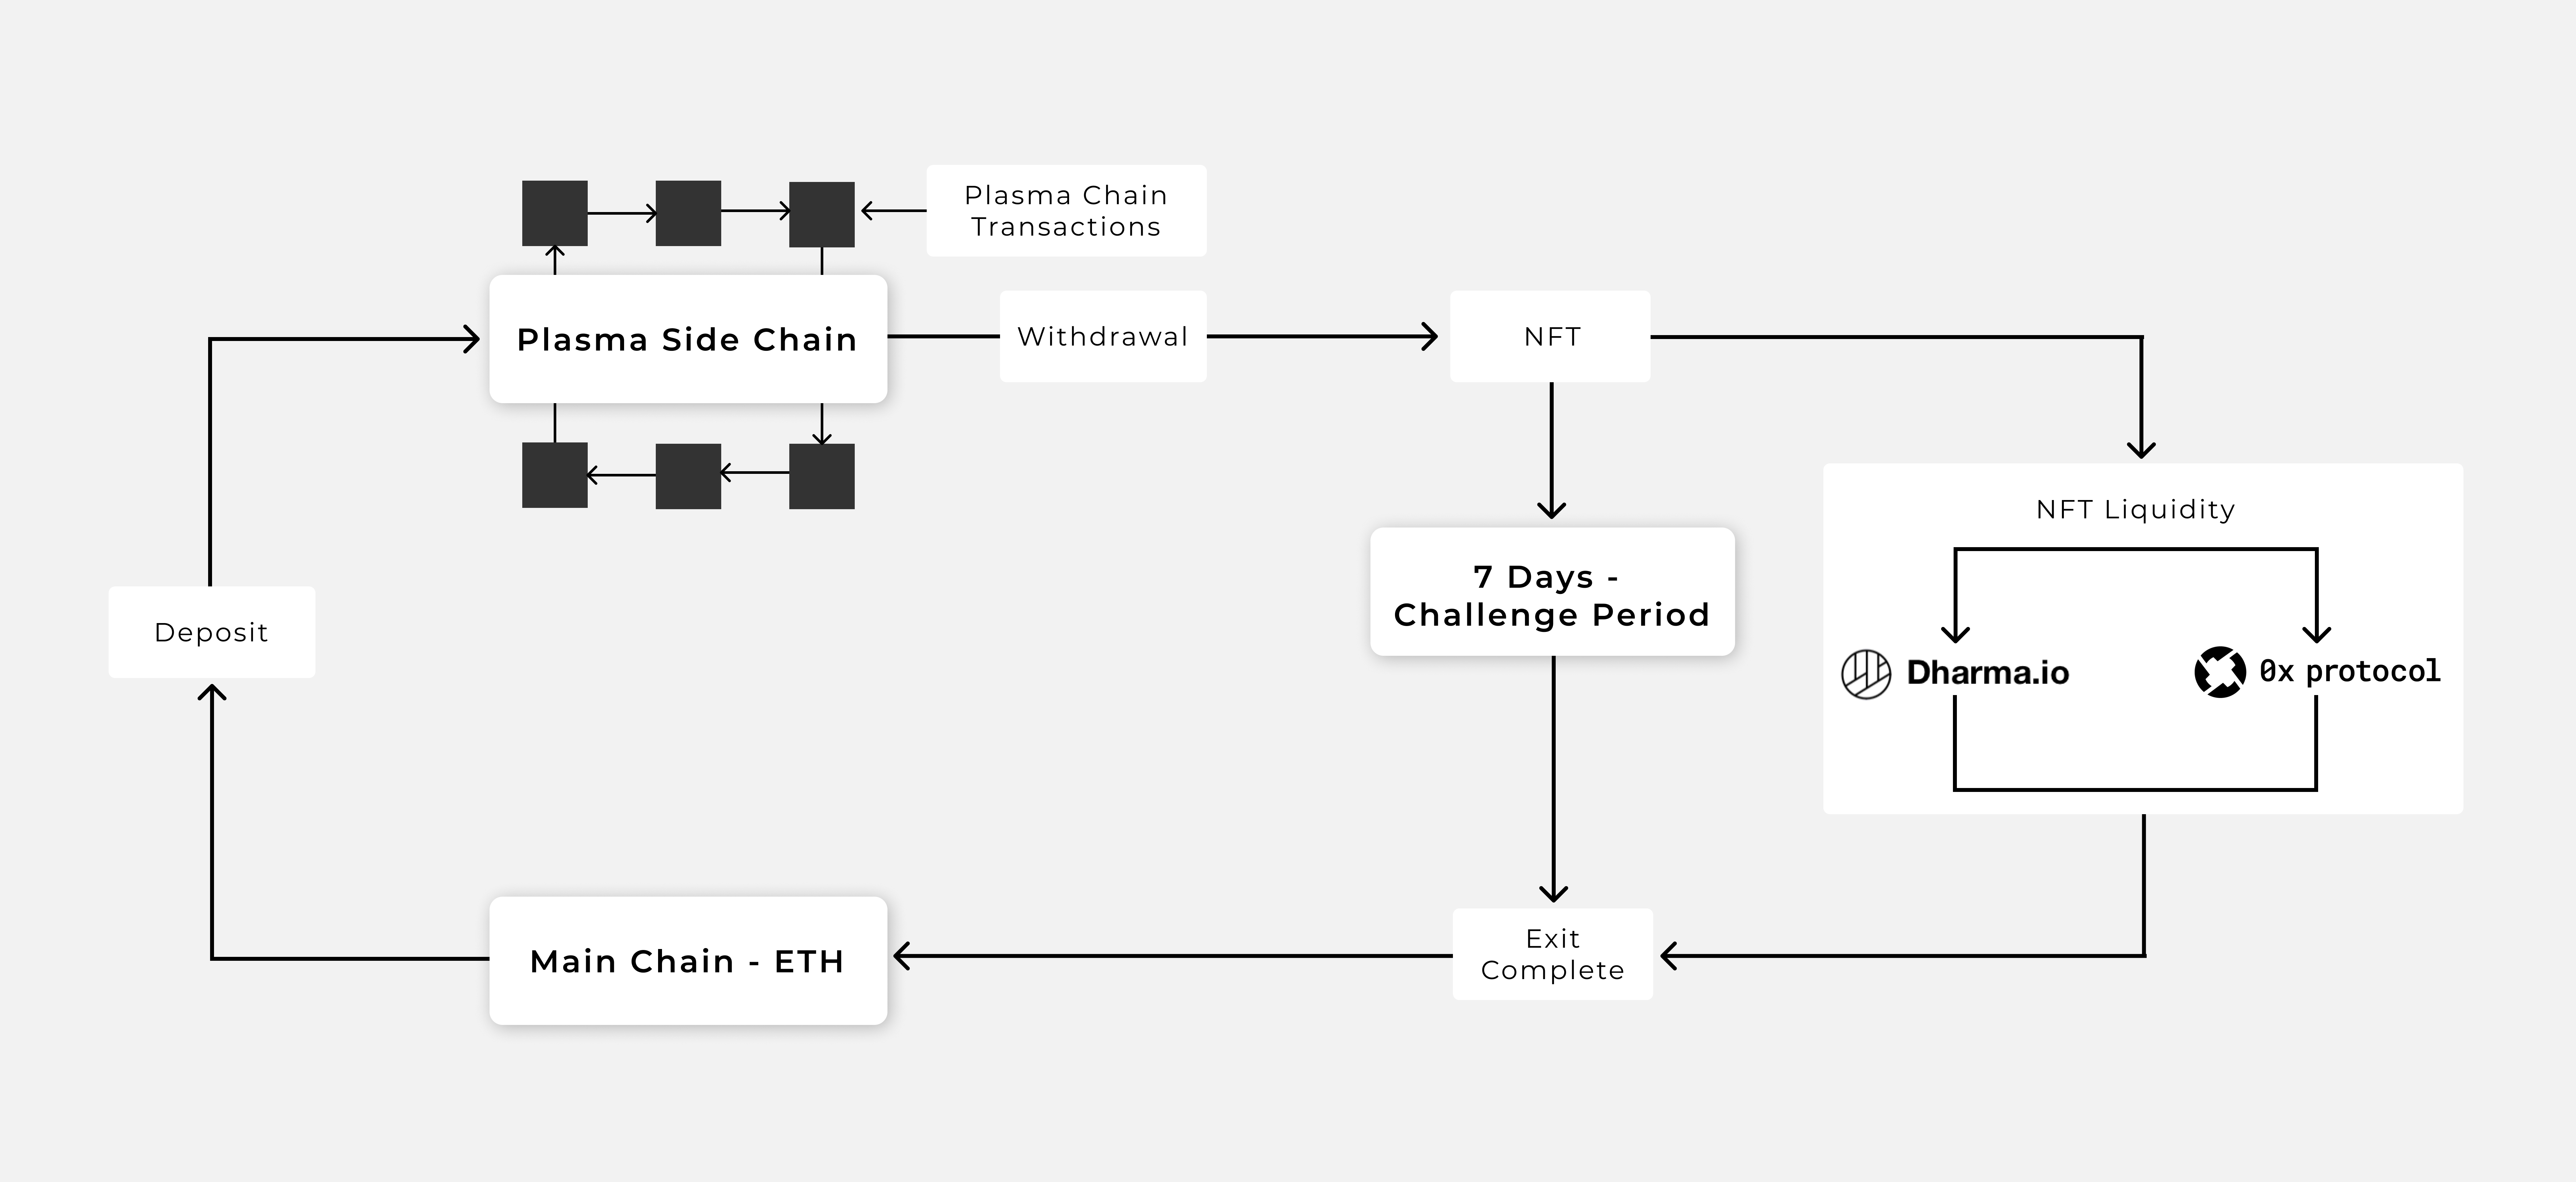 Plasma Chain
Transactions
Plasma Side Chain
Withdrawal
NFT
NFT Liquidity
7 Days -
Challenge Period
Deposit
Dharma.io
0x protocol
Main Chain - ETH
Exit
Complete